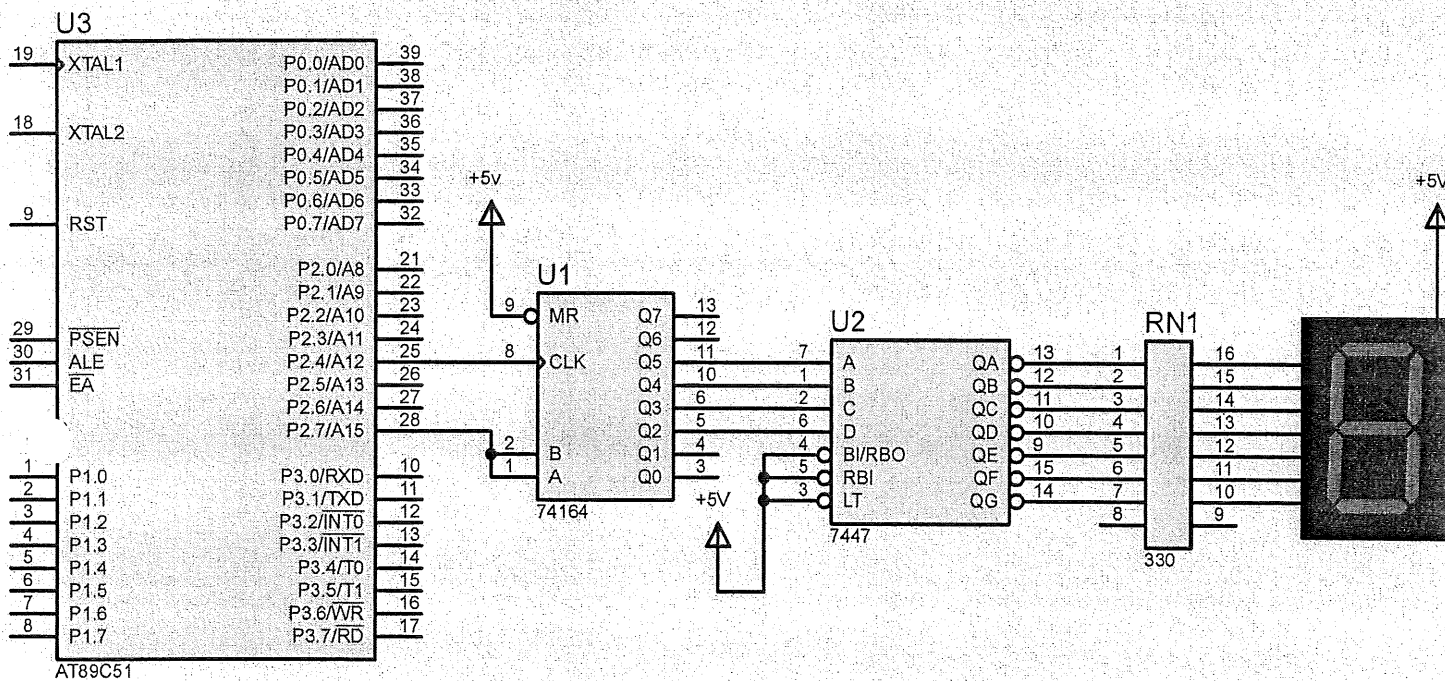 U3
19 XTAL1
18 XTAL2
9 RST
29 PSEN
30 ALE
31 EA
1 P1.0
2 P1.1
3 P1.2
4 P1.3
5 P1.4
6 P1.5
7 P1.6
8 P1.7
P0.0/AD0 39
P0.1/AD1 38
P0.2/AD2 37
P0.3/AD3 36
P0.4/AD4 35
P0.5/AD5 34
P0.6/AD6 33
P0.7/AD7 32
P2.0/A8 21
P2.1/A9 22
P2.2/A10 23
P2.3/A11 24
P2.4/A12 25
P2.5/A13 26
P2.6/A14 27
P2.7/A15 28
P3.0/RXD 10
P3.1/TXD 11
P3.2/INT0 12
P3.3/INT1 13
P3.4/T0 14
P3.5/T1 15
P3.6/WR 16
P3.7/RD 17
AT89C51
+5v
U1
9 MR
8 CLK
2 B
1 A
Q7 13
Q6 12
Q5 11
Q4 10
Q3 6
Q2 5
Q1 4
Q0 3
74164
+5V
U2
7 A
1 B
2 C
6 D
4 BI/RBO
5 RBI
3 LT
QA 13
QB 12
QC 11
QD 10
QE 9
QF 15
QG 14
7447
RN1
1 16
2 15
3 14
4 13
5 12
6 11
7 10
8 9
330
+5V